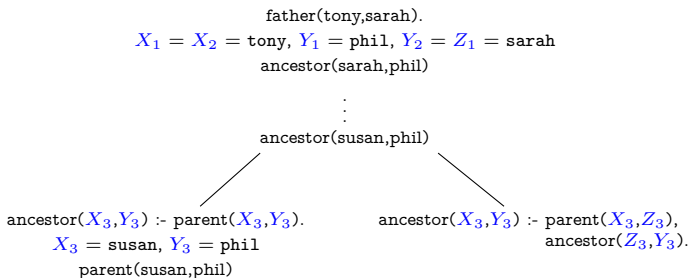 father(tony,sarah).
X₁ = X₂ = tony, Y₁ = phil, Y₂ = Z₁ = sarah
ancestor(sarah,phil)
.
.
.
ancestor(susan,phil)
ancestor(X₃,Y₃) :- parent(X₃,Y₃).
X₃ = susan, Y₃ = phil
parent(susan,phil)
ancestor(X₃,Y₃) :- parent(X₃,Z₃),
ancestor(Z₃,Y₃).